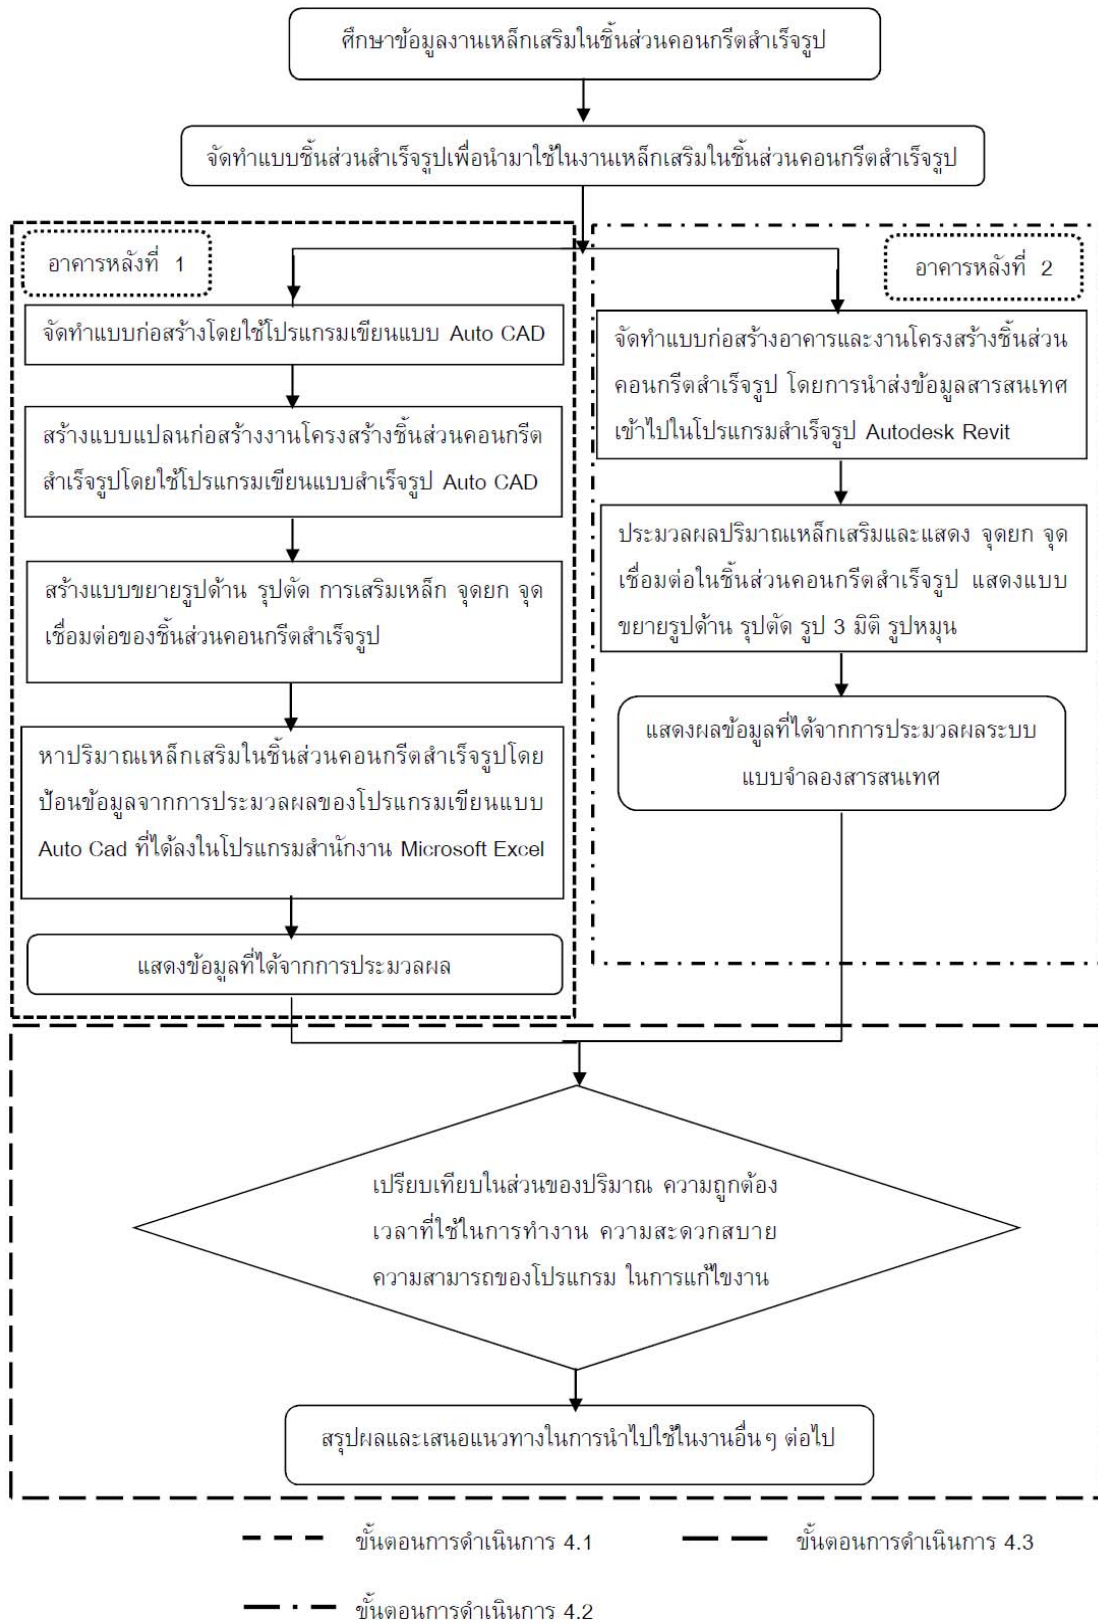 ศึกษาข้อมูลงานเหล็กเสริมในชิ้นส่วนคอนกรีตสำเร็จรูป
จัดทำแบบชิ้นส่วนสำเร็จรูปเพื่อนำมาใช้ในงานเหล็กเสริมในชิ้นส่วนคอนกรีตสำเร็จรูป
อาคารหลังที่ 1
จัดทำแบบก่อสร้างโดยใช้โปรแกรมเขียนแบบ Auto CAD
สร้างแบบแปลนก่อสร้างงานโครงสร้างชิ้นส่วนคอนกรีต
สำเร็จรูปโดยใช้โปรแกรมเขียนแบบสำเร็จรูป Auto CAD
สร้างแบบขยายรูปด้าน รุปตัด การเสริมเหล็ก จุดยก จุด
เชื่อมต่อของชิ้นส่วนคอนกรีตสำเร็จรูป
หาปริมาณเหล็กเสริมในชิ้นส่วนคอนกรีตสำเร็จรูปโดย
ป้อนข้อมูลจากการประมวลผลของโปรแกรมเขียนแบบ
Auto Cad ที่ได้ลงในโปรแกรมสำนักงาน Microsoft Excel
แสดงข้อมูลที่ได้จากการประมวลผล
อาคารหลังที่ 2
จัดทำแบบก่อสร้างอาคารและงานโครงสร้างชิ้นส่วน
คอนกรีตสำเร็จรูป โดยการนำส่งข้อมูลสารสนเทศ
เข้าไปในโปรแกรมสำเร็จรูป Autodesk Revit
ประมวลผลปริมาณเหล็กเสริมและแสดง จุดยก จุด
เชื่อมต่อในชิ้นส่วนคอนกรีตสำเร็จรูป แสดงแบบ
ขยายรูปด้าน รุปตัด รูป 3 มิติ รูปหมุน
แสดงผลข้อมูลที่ได้จากการประมวลผลระบบ
แบบจำลองสารสนเทศ
เปรียบเทียบในส่วนของปริมาณ ความถูกต้อง
เวลาที่ใช้ในการทำงาน ความสะดวกสบาย
ความสามารถของโปรแกรม ในการแก้ไขงาน
สรุปผลและเสนอแนวทางในการนำไปใช้ในงานอื่นๆ ต่อไป
ขั้นตอนการดำเนินการ 4.1
ขั้นตอนการดำเนินการ 4.3
ขั้นตอนการดำเนินการ 4.2